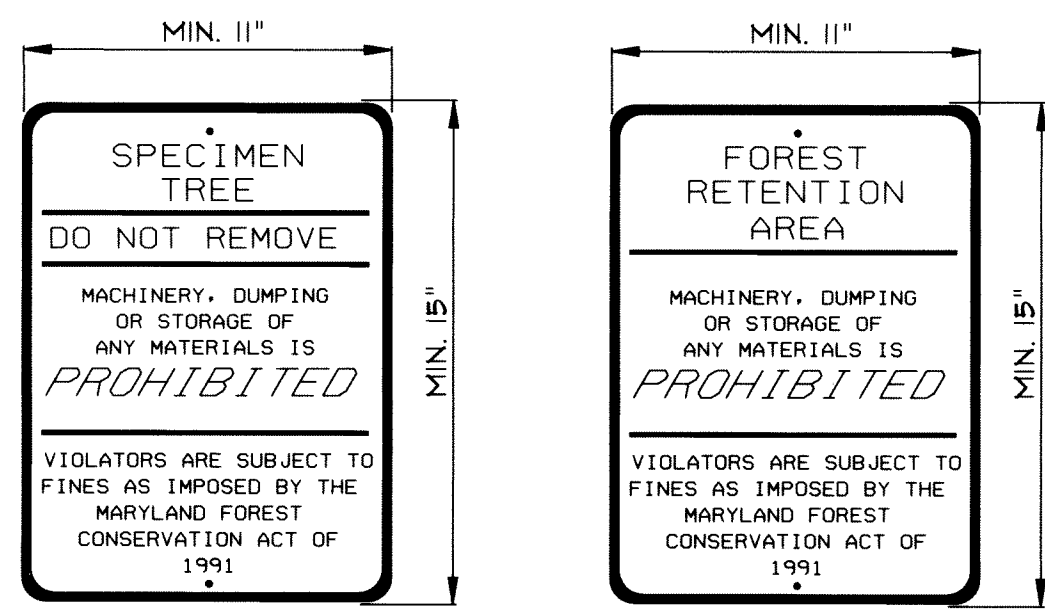 MIN. 11"
SPECIMEN
TREE
DO NOT REMOVE
MACHINERY, DUMPING
OR STORAGE OF
ANY MATERIALS IS
PROHIBITED
VIOLATORS ARE SUBJECT TO
FINES AS IMPOSED BY THE
MARYLAND FOREST
CONSERVATION ACT OF
1991
MIN. 15"
MIN. 11"
FOREST
RETENTION
AREA
MACHINERY, DUMPING
OR STORAGE OF
ANY MATERIALS IS
PROHIBITED
VIOLATORS ARE SUBJECT TO
FINES AS IMPOSED BY THE
MARYLAND FOREST
CONSERVATION ACT OF
1991
MIN. 15"